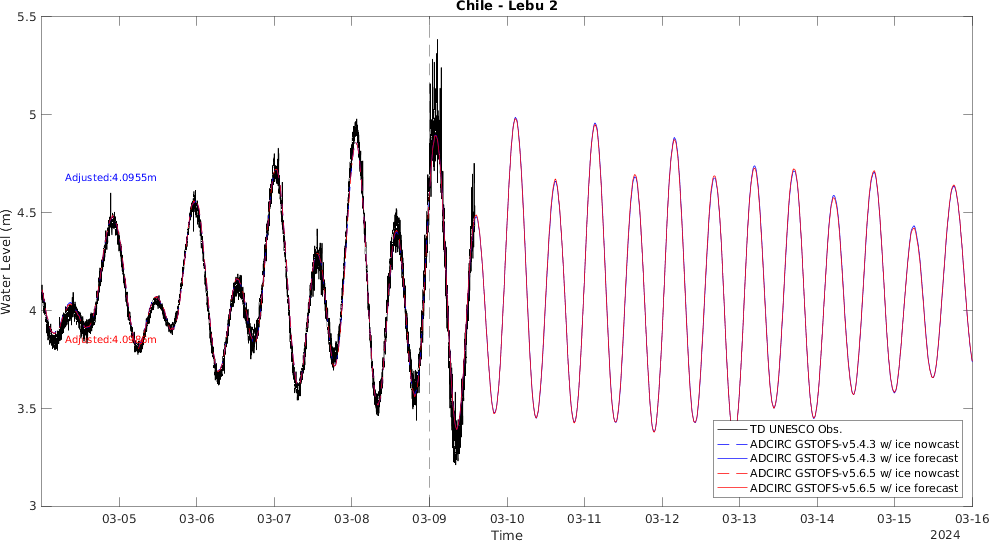 Chile - Lebu 2
5.5
5
4.5
4
3.5
3
Water Level (m)
Adjusted:4.0955m
Adjusted:4.0986m
TD UNESCO Obs.
ADCIRC GSTOFS-v5.4.3 w/ ice nowcast
ADCIRC GSTOFS-v5.4.3 w/ ice forecast
ADCIRC GSTOFS-v5.6.5 w/ ice nowcast
ADCIRC GSTOFS-v5.6.5 w/ ice forecast
03-05 03-06 03-07 03-08 03-09 03-10 03-11 03-12 03-13 03-14 03-15 03-16
Time
2024